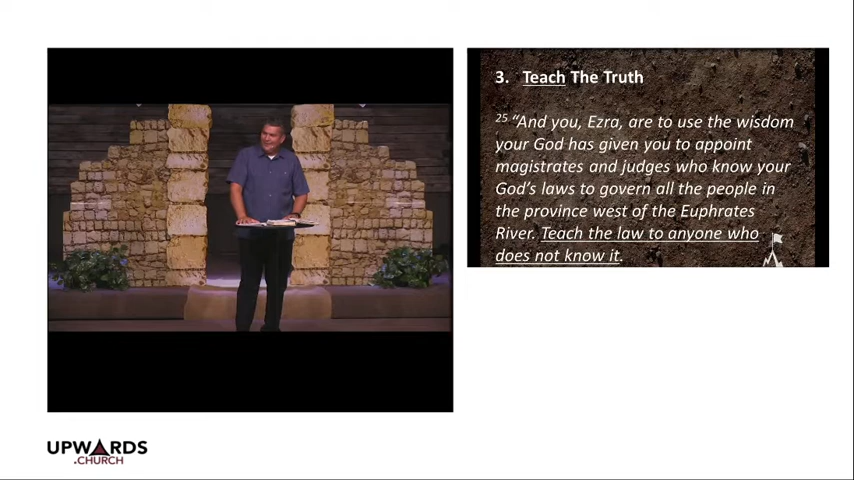 3. Teach The Truth
25 “And you, Ezra, are to use the wisdom
your God has given you to appoint
magistrates and judges who know your
God’s laws to govern all the people in
the province west of the Euphrates
River. Teach the law to anyone who
does not know it.
UPWARDS
.CHURCH